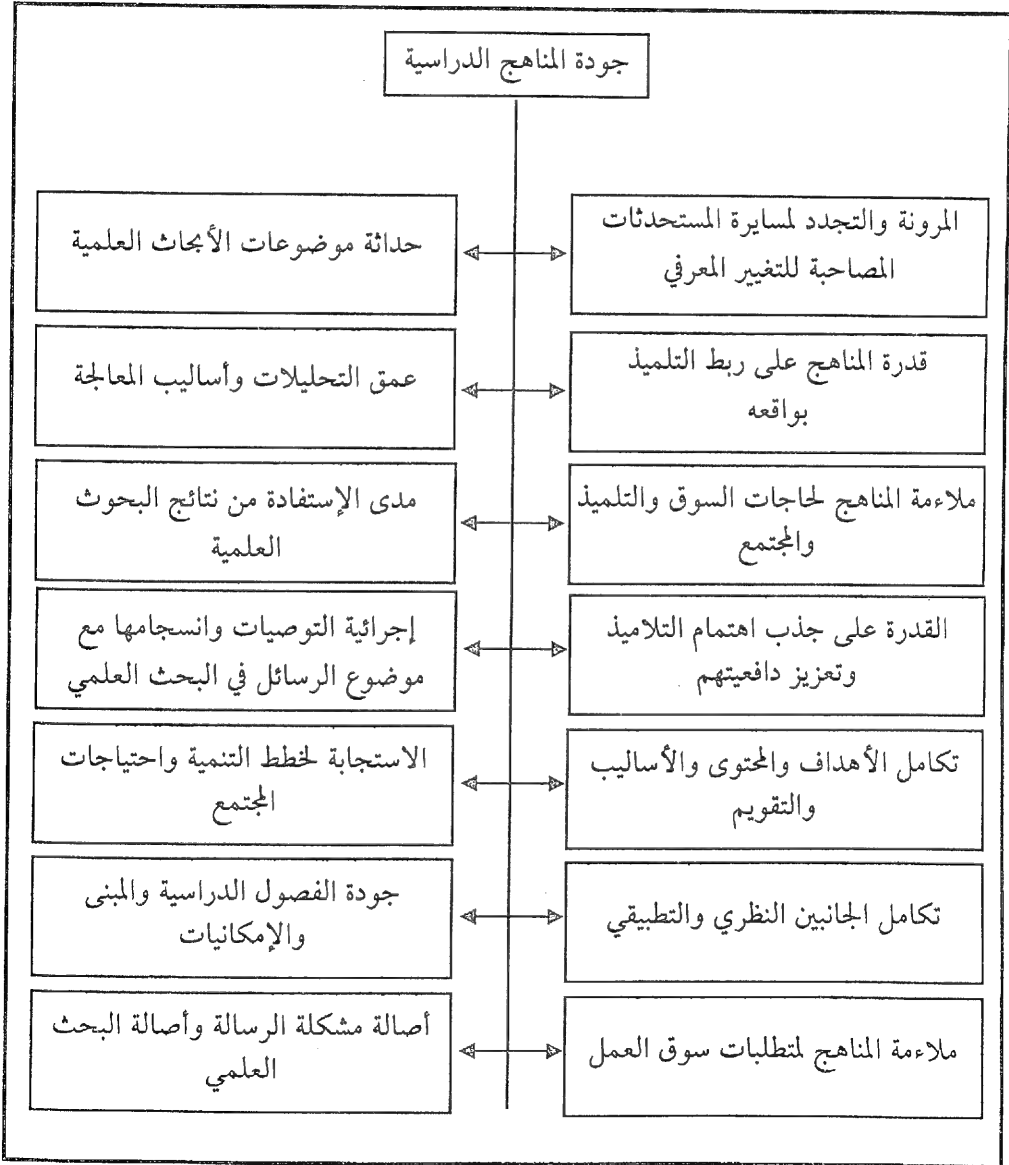 جودة المناهج الدراسية
المرونة والتجدد لمسايرة المستحدثات
المصاحبة للتغيير المعرفي
حداثة موضوعات الأبحاث العلمية
قدرة المناهج على ربط التلميذ
بواقعه
عمق التحليلات وأساليب المعالجة
ملاءمة المناهج لحاجات السوق والتلميذ
والمجتمع
مدى الإستفادة من نتائج البحوث
العلمية
القدرة على جذب اهتمام التلاميذ
وتعزيز دافعيتهم
إجرائية التوصيات وانسجامها مع
موضوع الرسائل في البحث العلمي
تكامل الأهداف والمحتوى والأساليب
والتقويم
الاستجابة لخطط التنمية واحتياجات
المجتمع
تكامل الجانبين النظري والتطبيقي
جودة الفصول الدراسية والمبنى
والإمكانيات
ملاءمة المناهج لمتطلبات سوق العمل
أصالة مشكلة الرسالة وأصالة البحث
العلمي